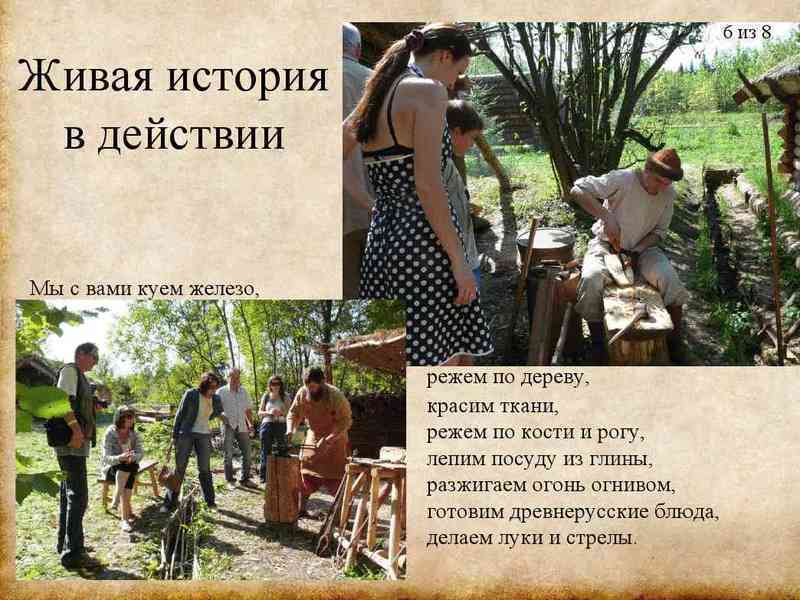 6 из 8
Живая история
в действии
Мы с вами куем железо,
режем по дереву,
красим ткани,
режем по кости и рогу,
лепим посуду из глины,
разжигаем огонь огнивом,
готовим древнерусские блюда,
делаем луки и стрелы.